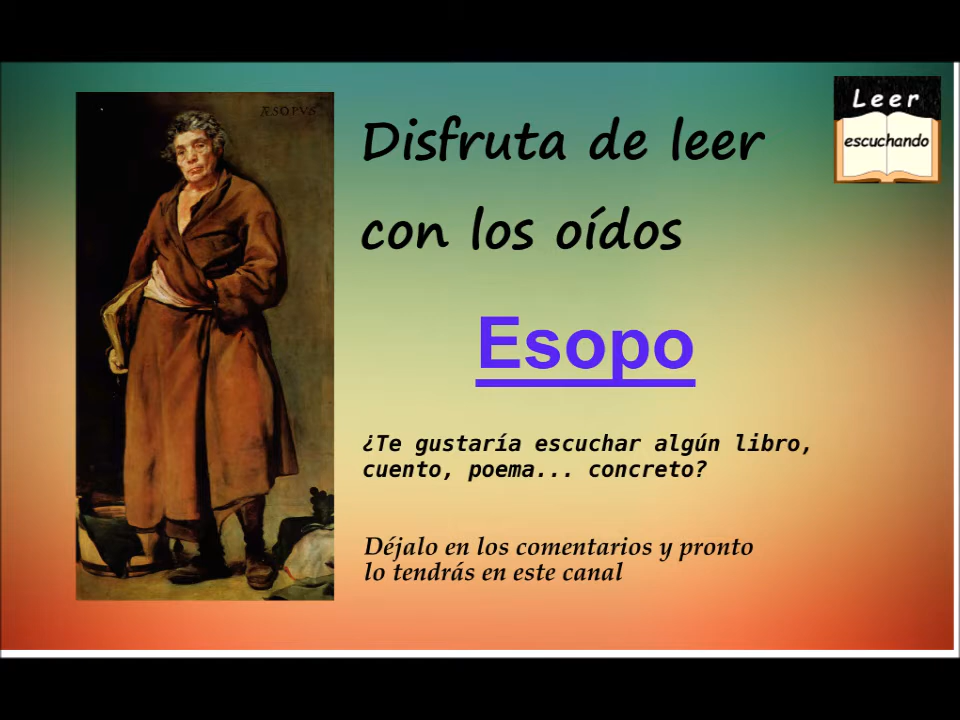 ÆSOPVS
Disfruta de leer
con los oídos
Leer
escuchando
Esopo
¿Te gustaría escuchar algún libro,
cuento, poema... concreto?
Déjalo en los comentarios y pronto
lo tendrás en este canal